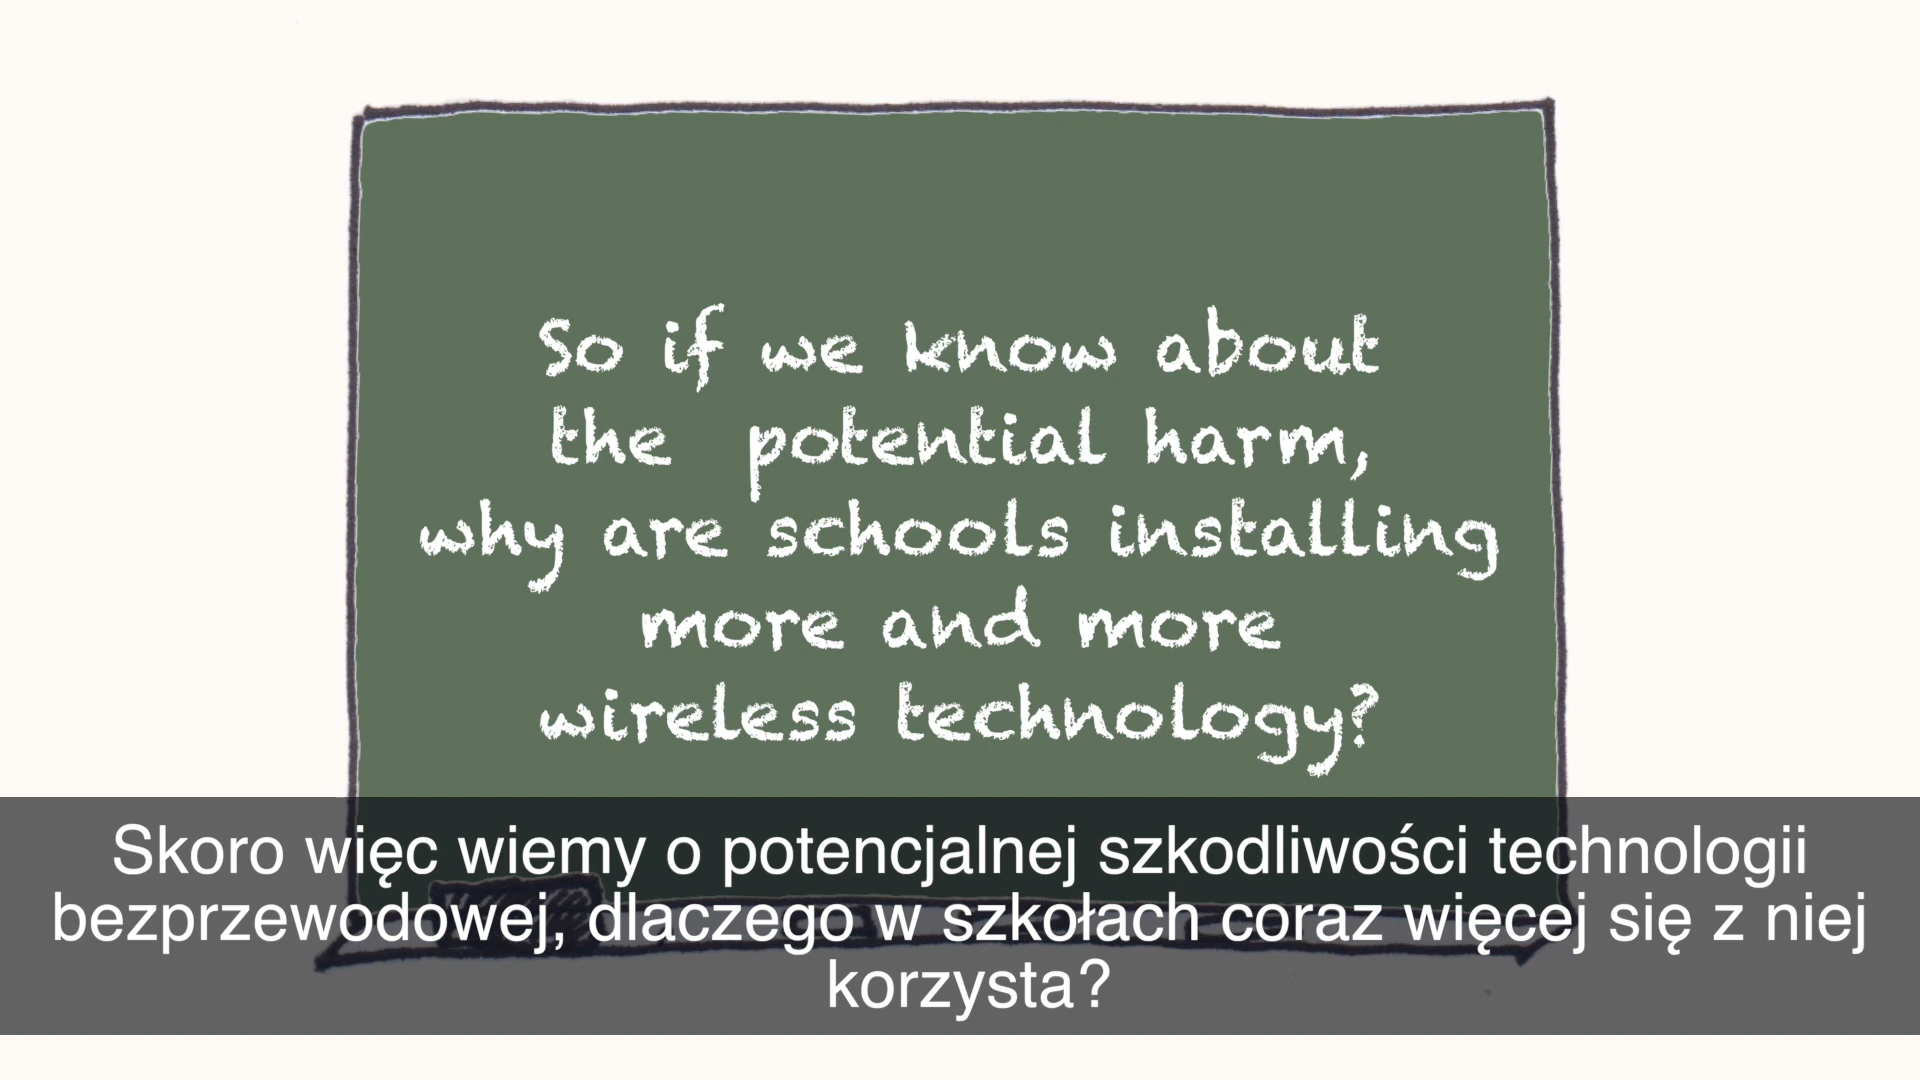 So if we know about
the potential harm,
why are schools installing
more and more
wireless technology?
Skoro więc wiemy o potencjalnej szkodliwości technologii
bezprzewodowej, dlaczego w szkołach coraz więcej się z niej
korzysta?